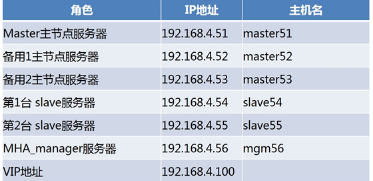 角色 IP地址 主机名
Master主节点服务器 192.168.4.51 master51
备用1主节点服务器 192.168.4.52 master52
备用2主节点服务器 192.168.4.53 master53
第1台 slave服务器 192.168.4.54 slave54
第2台 slave服务器 192.168.4.55 slave55
MHA_manager服务器 192.168.4.56 mgm56
VIP地址 192.168.4.100